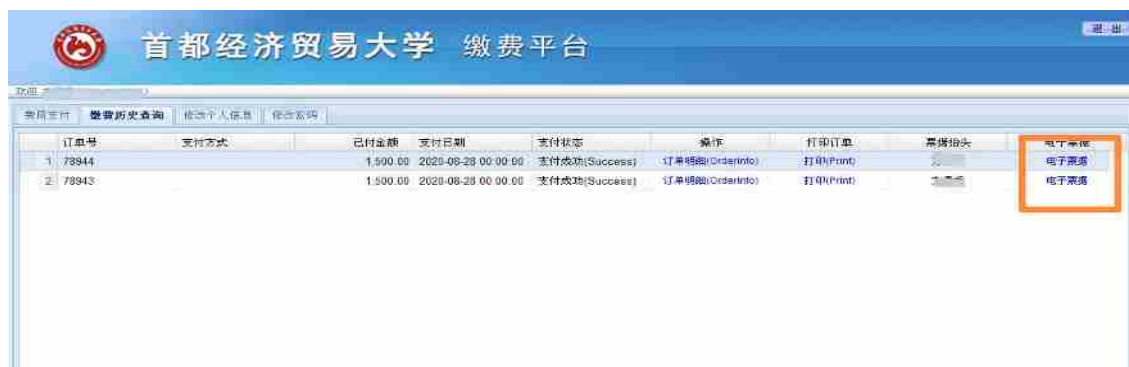 首都经济贸易大学 缴费平台
退 出
欢迎
费用支付 缴费历史查询 修改个人信息 修改密码
订单号 支付方式 已付金额 支付日期 支付状态 操作 打印订单 票据抬头 电子票据
1 78944 1,500.00 2020-08-28 00:00:00 支付成功(Success) 订单明细(OrderInfo) 打印(Print) 电子票据
2 78943 1,500.00 2020-08-28 00:00:00 支付成功(Success) 订单明细(OrderInfo) 打印(Print) 电子票据